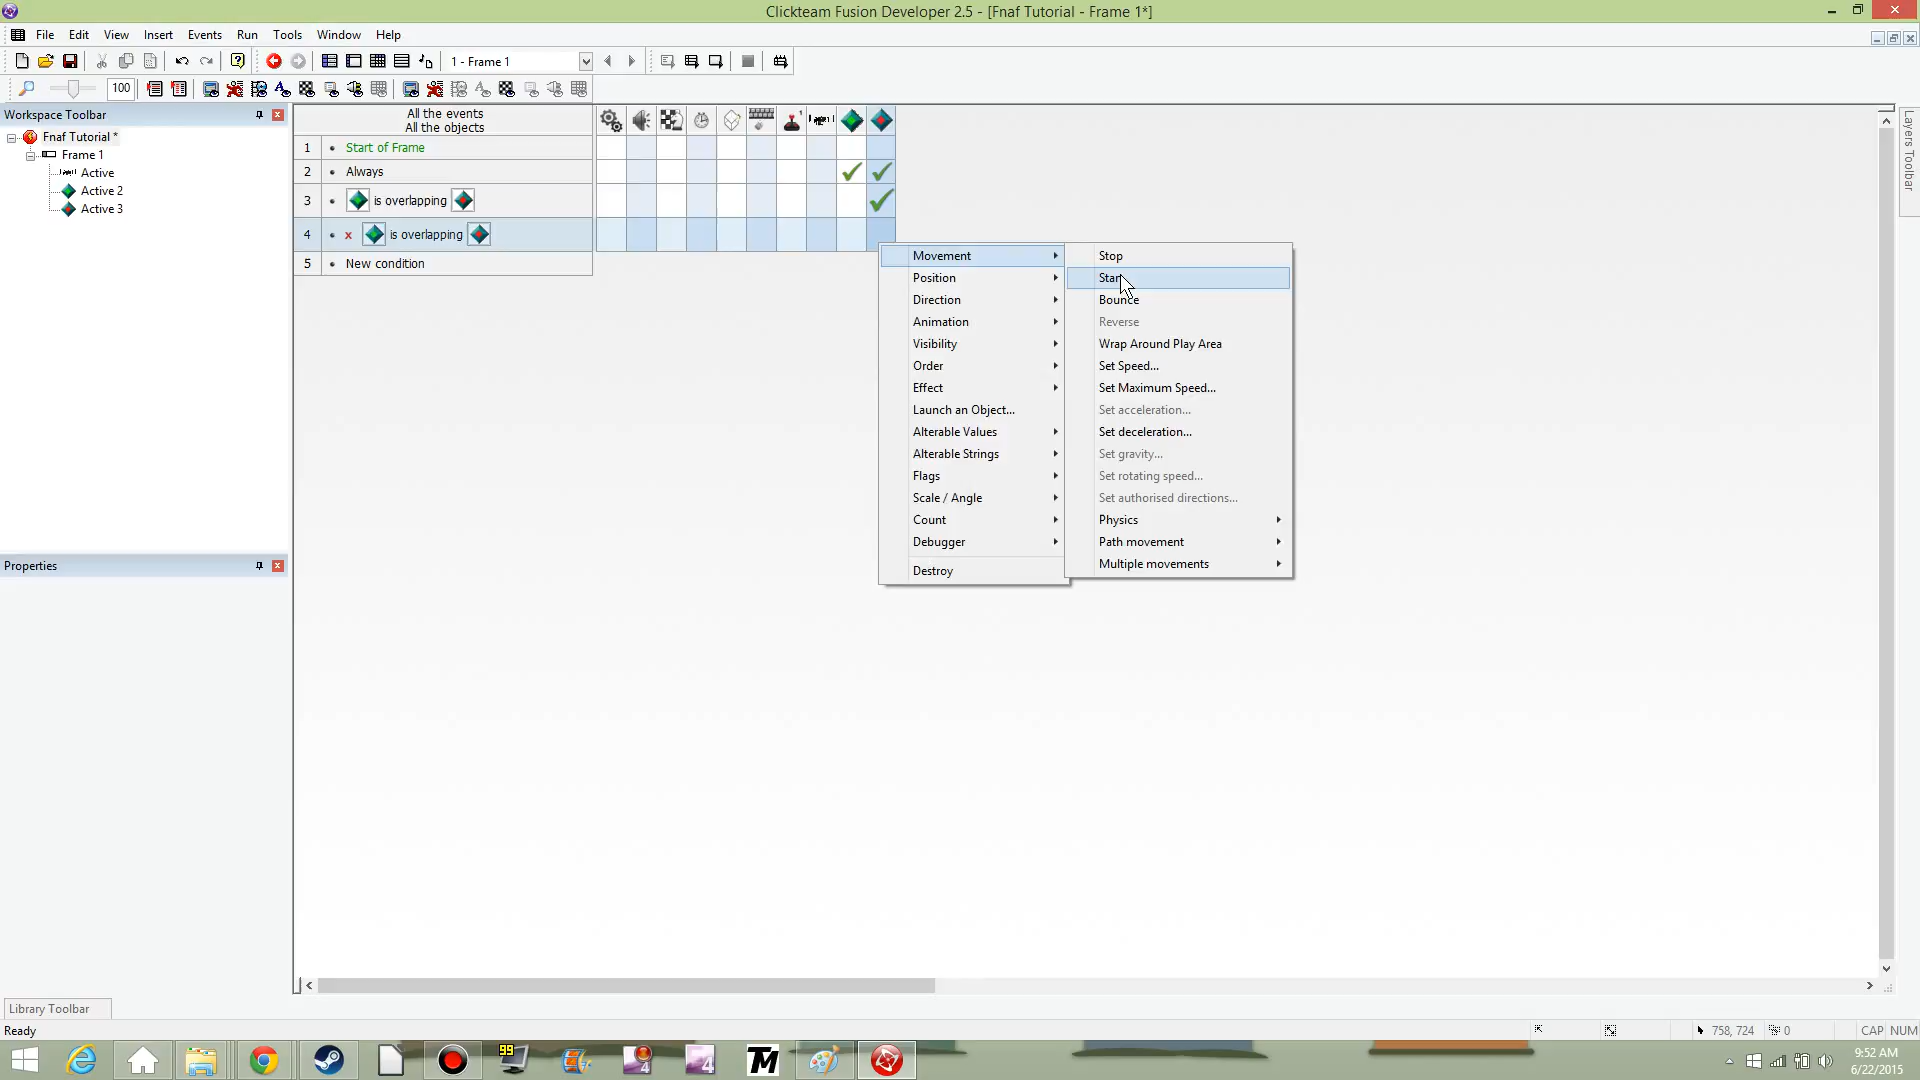 Clickteam Fusion Developer 2.5 - [Fnaf Tutorial - Frame 1*]
File Edit View Insert Events Run Tools Window Help
1 - Frame 1
100
Workspace Toolbar
Fnaf Tutorial *
Frame 1
Active
Active 2
Active 3
Properties
Library Toolbar
All the events
All the objects
1 • Start of Frame
2 • Always
3 • is overlapping
4 • X is overlapping
5 • New condition
Movement
Position
Direction
Animation
Visibility
Order
Effect
Launch an Object...
Alterable Values
Alterable Strings
Flags
Scale / Angle
Count
Debugger
Destroy
Stop
Start
Bounce
Reverse
Wrap Around Play Area
Set Speed...
Set Maximum Speed...
Set acceleration...
Set deceleration...
Set gravity...
Set rotating speed...
Set authorised directions...
Physics
Path movement
Multiple movements
Layers Toolbar
Ready
758, 724
0
CAP NUM
99
4
4
TM
9:52 AM
6/22/2015